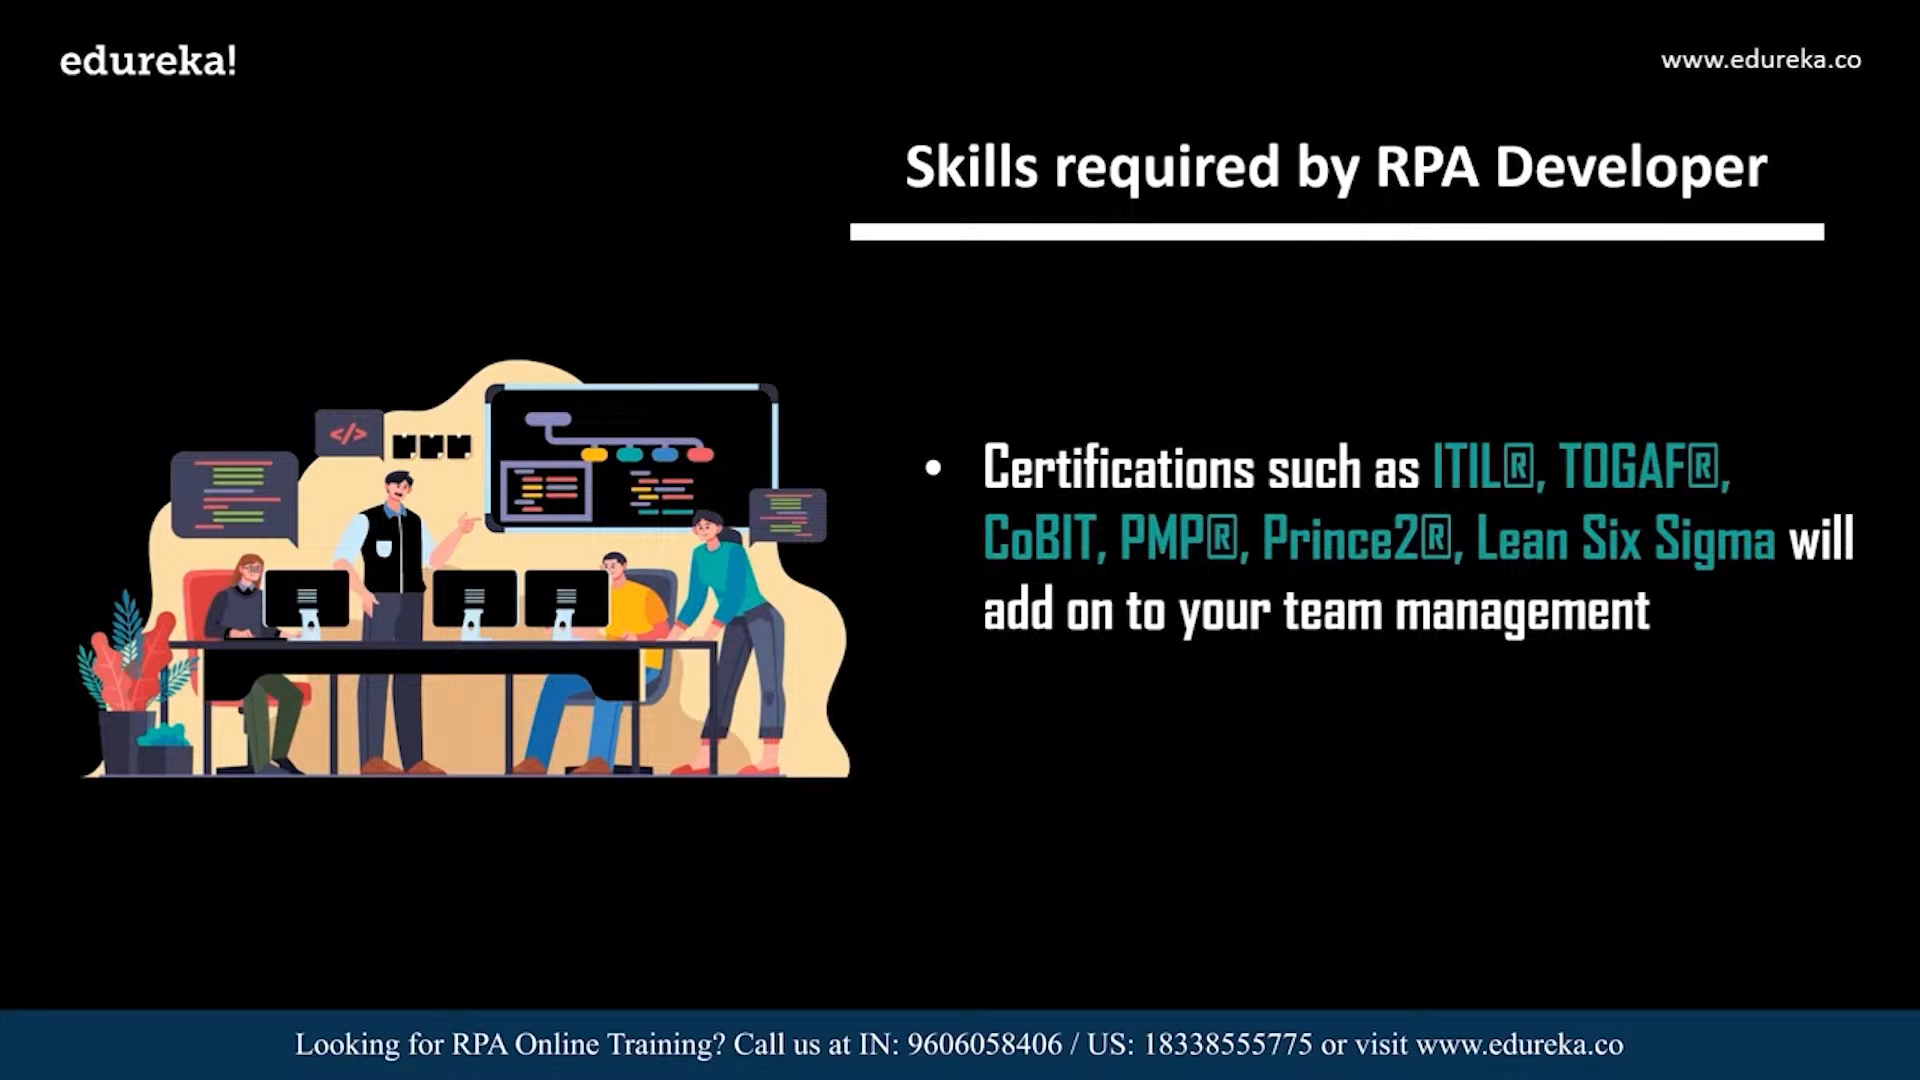 edureka!
www.edureka.co
Skills required by RPA Developer
</>
• Certifications such as ITIL®, TOGAF®,
CoBIT, PMP®, Prince2®, Lean Six Sigma will
add on to your team management
Looking for RPA Online Training? Call us at IN: 9606058406 / US: 18338555775 or visit www.edureka.co